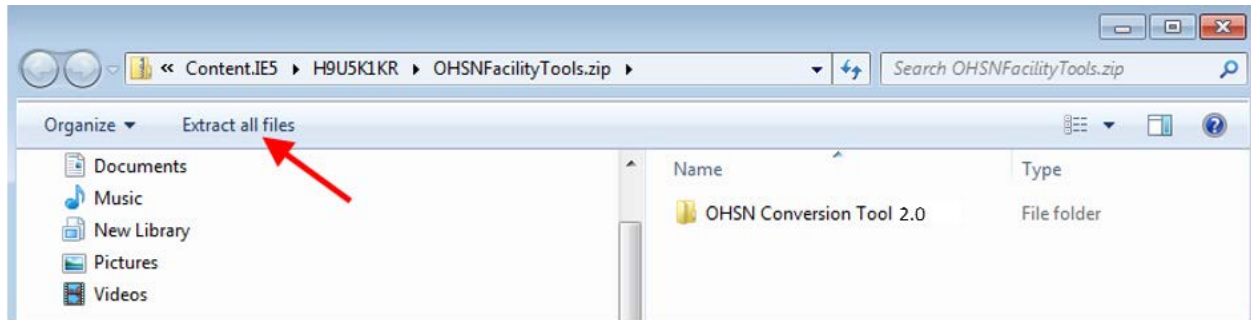 « Content.IE5 ▸ H9U5K1KR ▸ OHSNFacilityTools.zip ▸
Search OHSNFacilityTools.zip
Organize Extract all files
Documents
Music
New Library
Pictures
Videos
Name Type
OHSN Conversion Tool 2.0 File folder